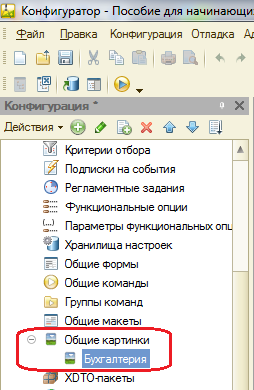 Конфигуратор - Пособие для начинающи
Файл Правка Конфигурация Отладка Ад
Конфигурация *
Действия
Критерии отбора
Подписки на события
Регламентные задания
Функциональные опции
Параметры функциональных опц
Хранилища настроек
Общие формы
Общие команды
Группы команд
Общие макеты
Общие картинки
Бухгалтерия
XDTO-пакеты